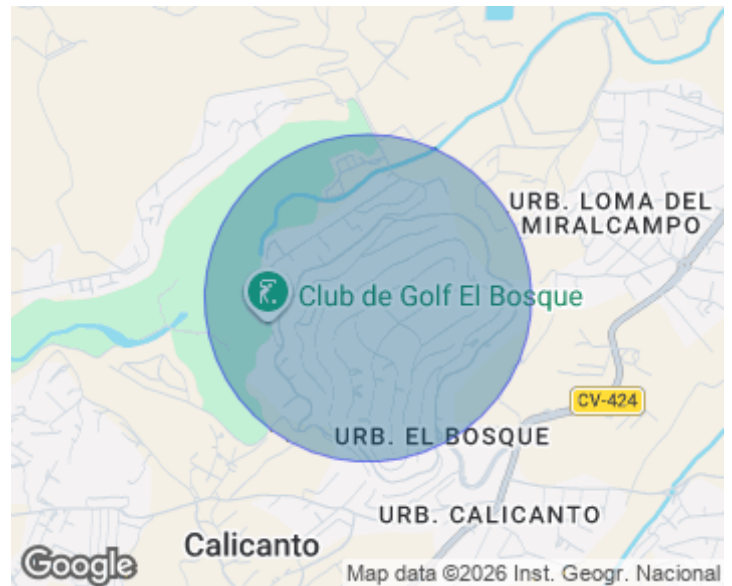 URB. LOMA DEL
MIRALCAMPO
Club de Golf El Bosque
CV-424
URB. EL BOSQUE
URB. CALICANTO
Calicanto
Google
Map data ©2026 Inst. Geogr. Nacional